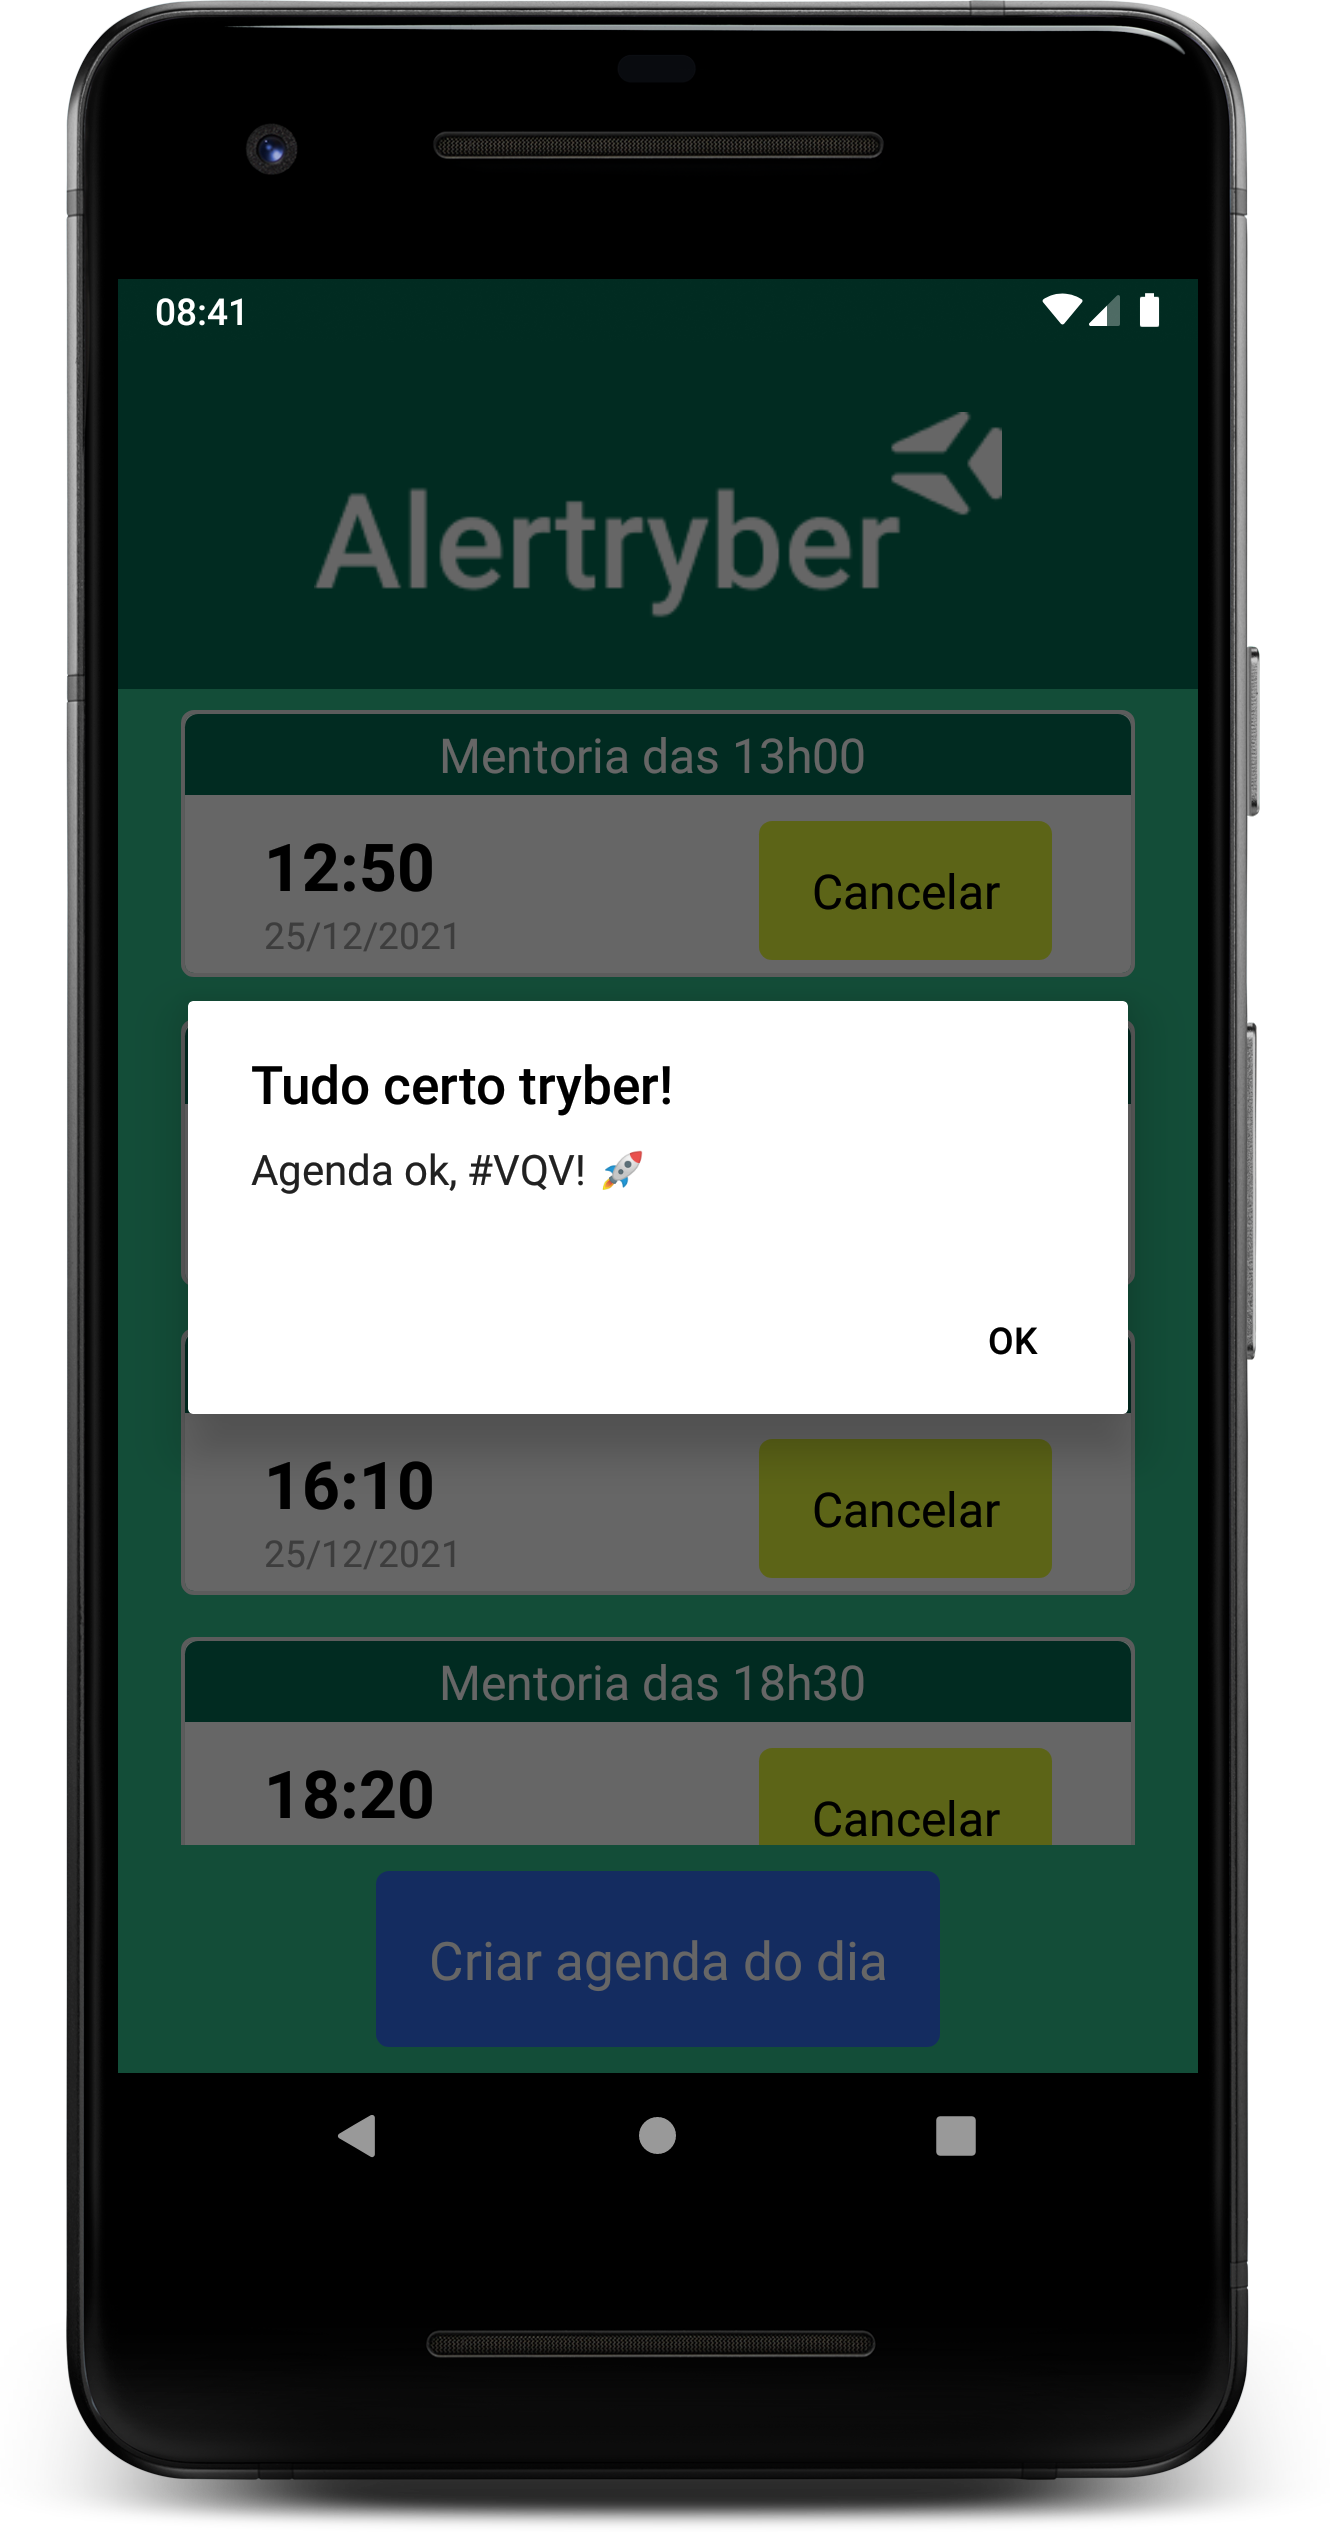 08:41
Alertryber
Mentoria das 13h00
12:50
Cancelar
25/12/2021
Tudo certo tryber!
Agenda ok, #VQV! 🚀
OK
16:10
Cancelar
25/12/2021
Mentoria das 18h30
18:20
Cancelar
Criar agenda do dia